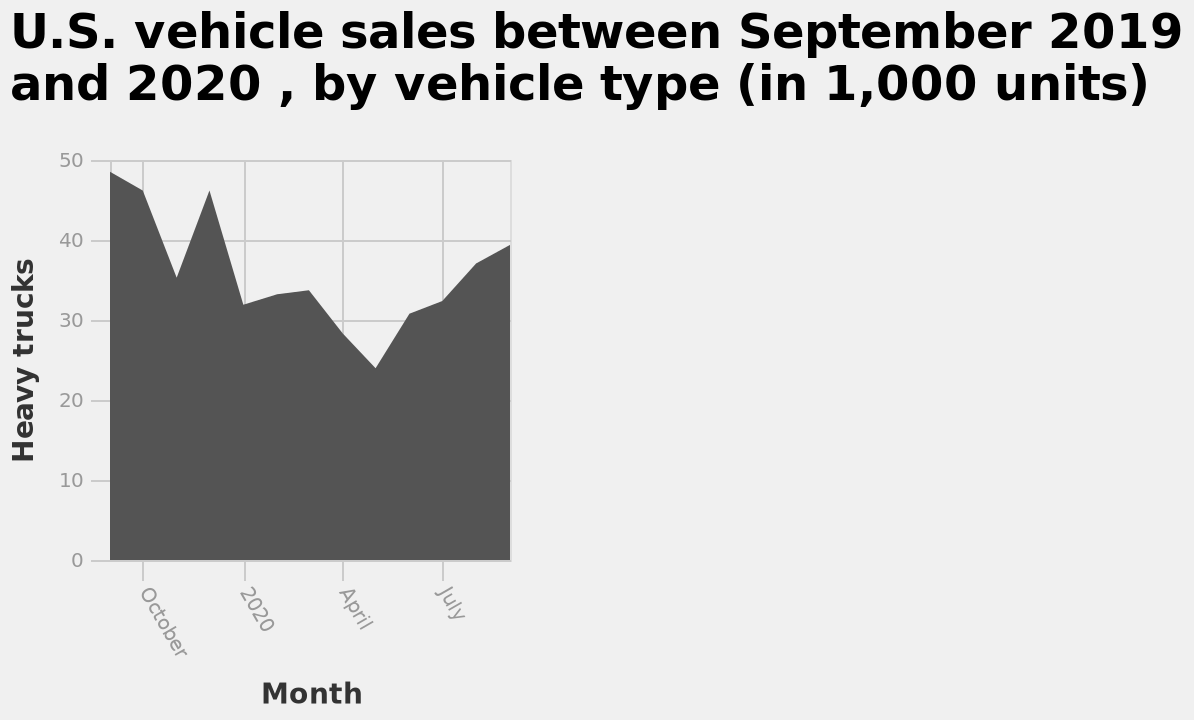 U.S. vehicle sales between September 2019
and 2020 , by vehicle type (in 1,000 units)
50
40
30
20
10
0
Heavy trucks
October
2020
April
July
Month